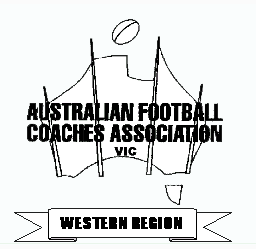 AUSTRALIAN FOOTBALL
COACHES ASSOCIATION
VIC
WESTERN REGION